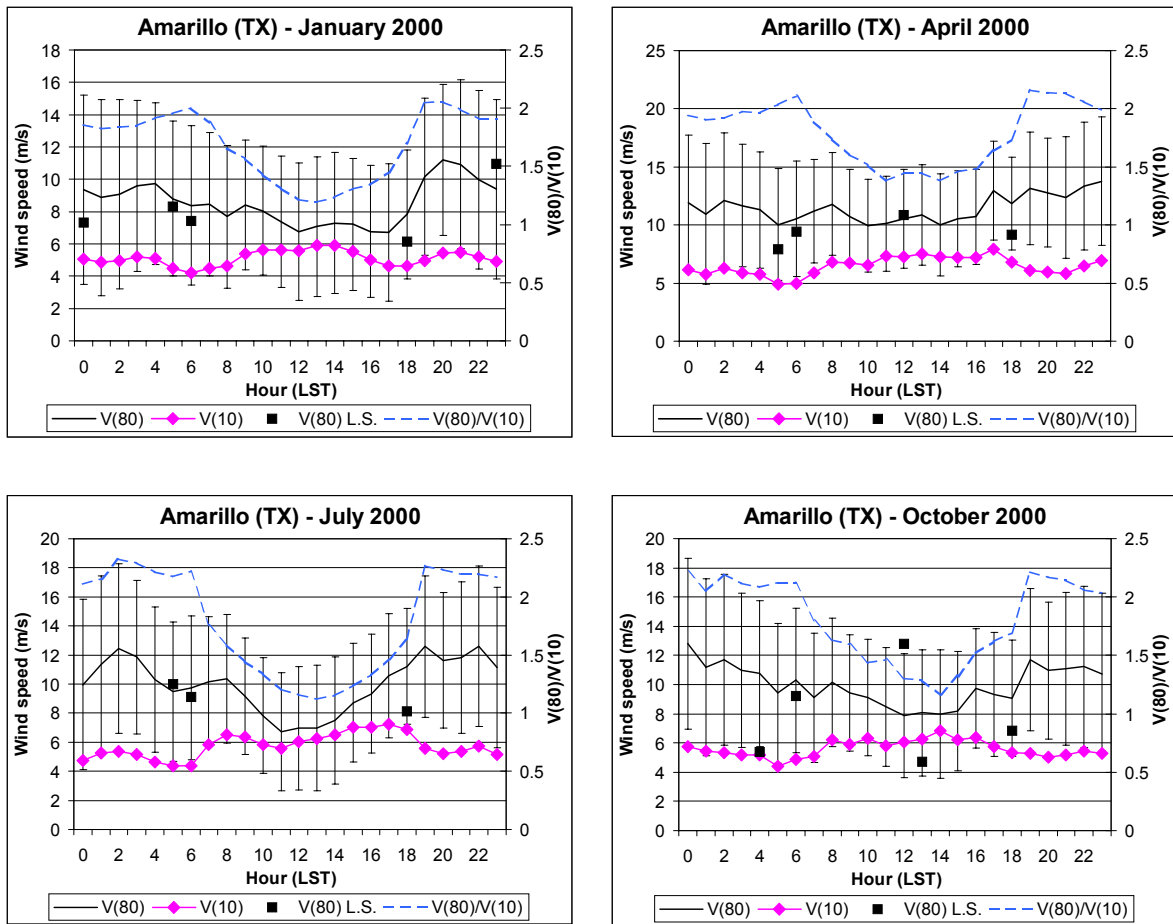 Amarillo (TX) - January 2000
18
16
14
12
10
8
6
4
2
0
Wind speed (m/s)
2.5
2
1.5
1
0.5
0
V(80)/V(10)
0 2 4 6 8 10 12 14 16 18 20 22
Hour (LST)
V(80) V(10) V(80) L.S. V(80)/V(10)
Amarillo (TX) - April 2000
25
20
15
10
5
0
Wind speed (m/s)
2.5
2
1.5
1
0.5
0
V(80)/V(10)
0 2 4 6 8 10 12 14 16 18 20 22
Hour (LST)
V(80) V(10) V(80) L.S. V(80)/V(10)
Amarillo (TX) - July 2000
20
18
16
14
12
10
8
6
4
2
0
Wind speed (m/s)
2.5
2
1.5
1
0.5
0
V(80)/V(10)
0 2 4 6 8 10 12 14 16 18 20 22
Hour (LST)
V(80) V(10) V(80) L.S. V(80)/V(10)
Amarillo (TX) - October 2000
20
18
16
14
12
10
8
6
4
2
0
Wind speed (m/s)
2.5
2
1.5
1
0.5
0
V(80)/V(10)
0 2 4 6 8 10 12 14 16 18 20 22
Hour (LST)
V(80) V(10) V(80) L.S. V(80)/V(10)